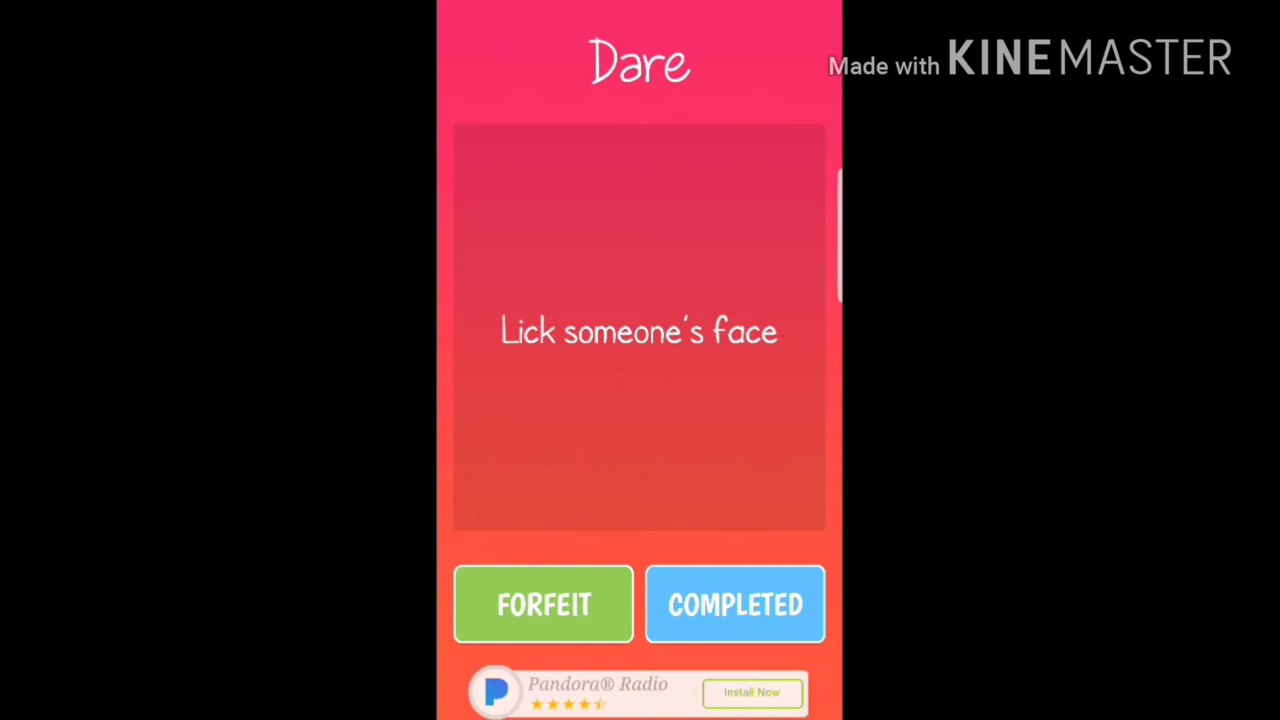 Dare
Made with KINEMASTER
Lick someone's face
FORFEIT
COMPLETED
Pandora® Radio
Install Now